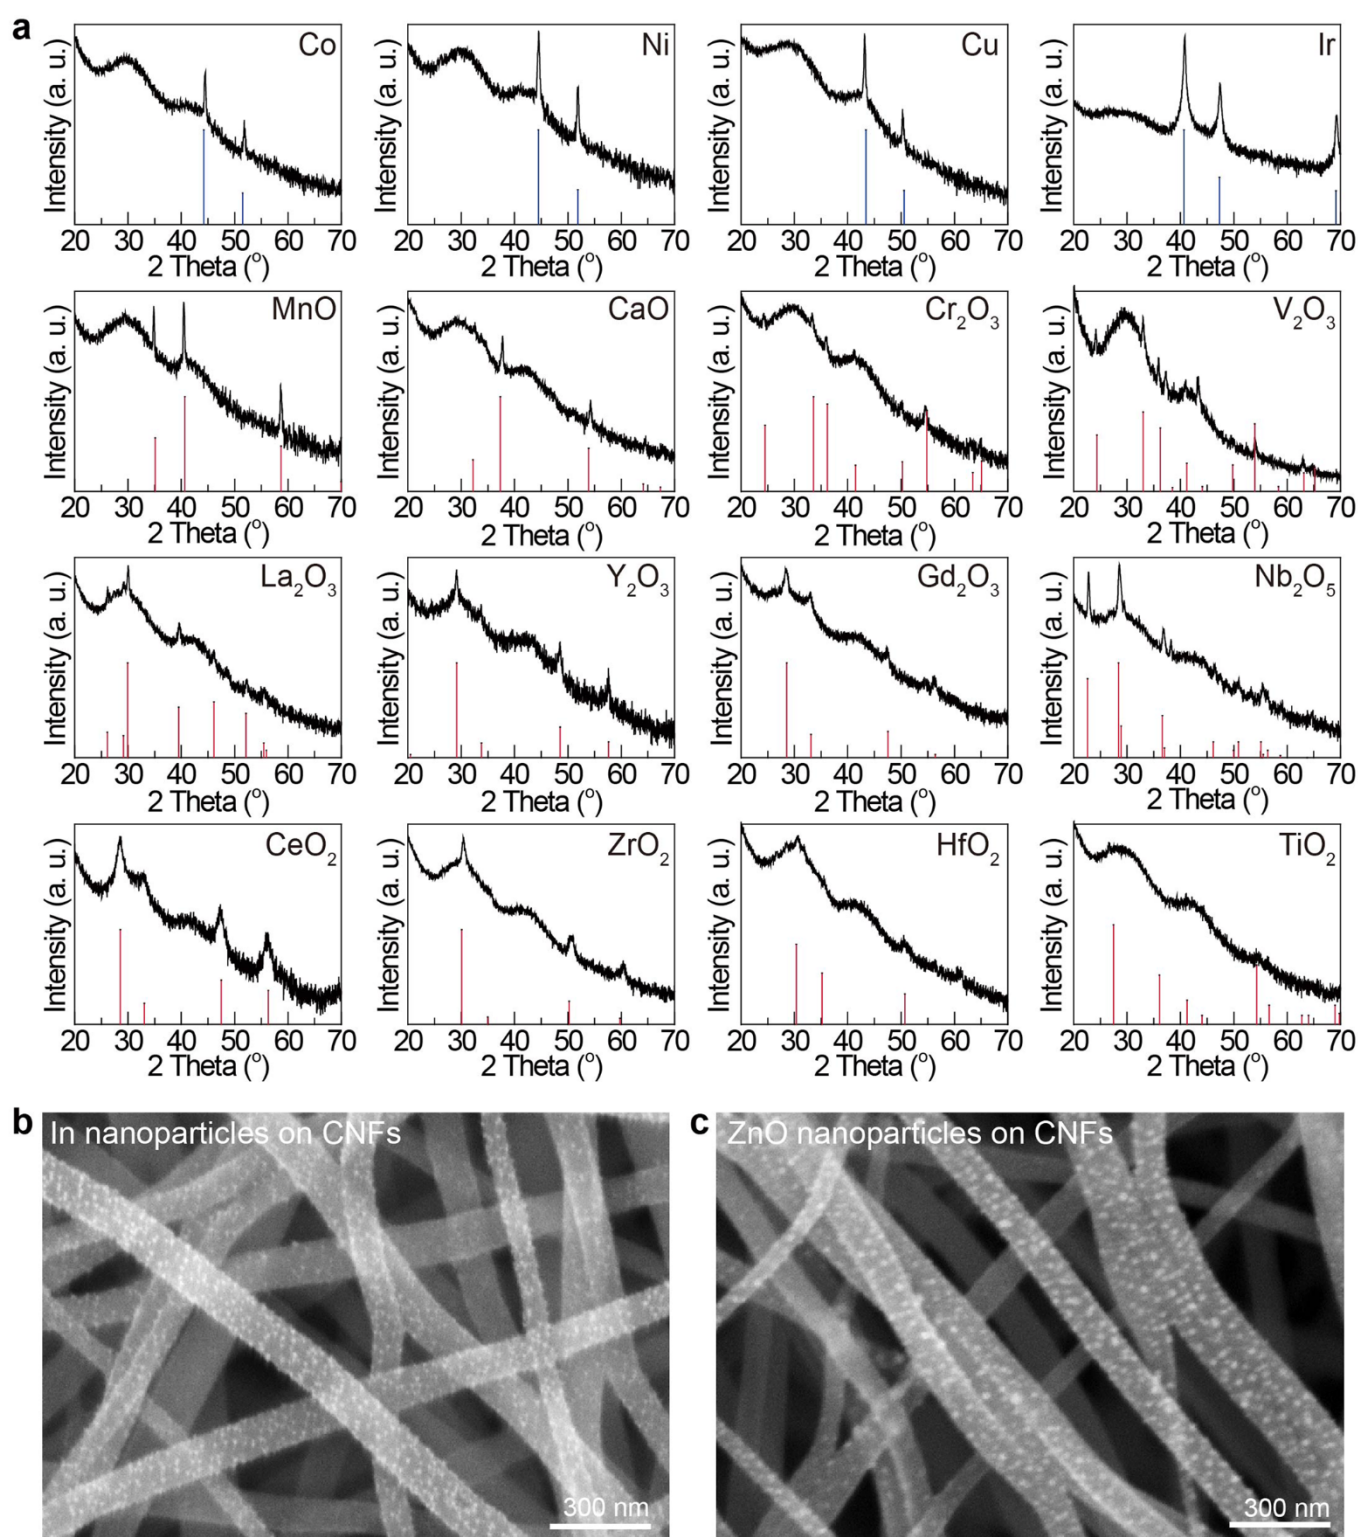 a
Co
Ni
Cu
Ir
Intensity (a. u.)
Intensity (a. u.)
Intensity (a. u.)
Intensity (a. u.)
20 30 40 50 60 70
20 30 40 50 60 70
20 30 40 50 60 70
20 30 40 50 60 70
2 Theta (°)
2 Theta (°)
2 Theta (°)
2 Theta (°)
MnO
CaO
Cr₂O₃
V₂O₃
Intensity (a. u.)
Intensity (a. u.)
Intensity (a. u.)
Intensity (a. u.)
20 30 40 50 60 70
20 30 40 50 60 70
20 30 40 50 60 70
20 30 40 50 60 70
2 Theta (°)
2 Theta (°)
2 Theta (°)
2 Theta (°)
La₂O₃
Y₂O₃
Gd₂O₃
Nb₂O₅
Intensity (a. u.)
Intensity (a. u.)
Intensity (a. u.)
Intensity (a. u.)
20 30 40 50 60 70
20 30 40 50 60 70
20 30 40 50 60 70
20 30 40 50 60 70
2 Theta (°)
2 Theta (°)
2 Theta (°)
2 Theta (°)
CeO₂
ZrO₂
HfO₂
TiO₂
Intensity (a. u.)
Intensity (a. u.)
Intensity (a. u.)
Intensity (a. u.)
20 30 40 50 60 70
20 30 40 50 60 70
20 30 40 50 60 70
20 30 40 50 60 70
2 Theta (°)
2 Theta (°)
2 Theta (°)
2 Theta (°)
b
In nanoparticles on CNFs
300 nm
c
ZnO nanoparticles on CNFs
300 nm